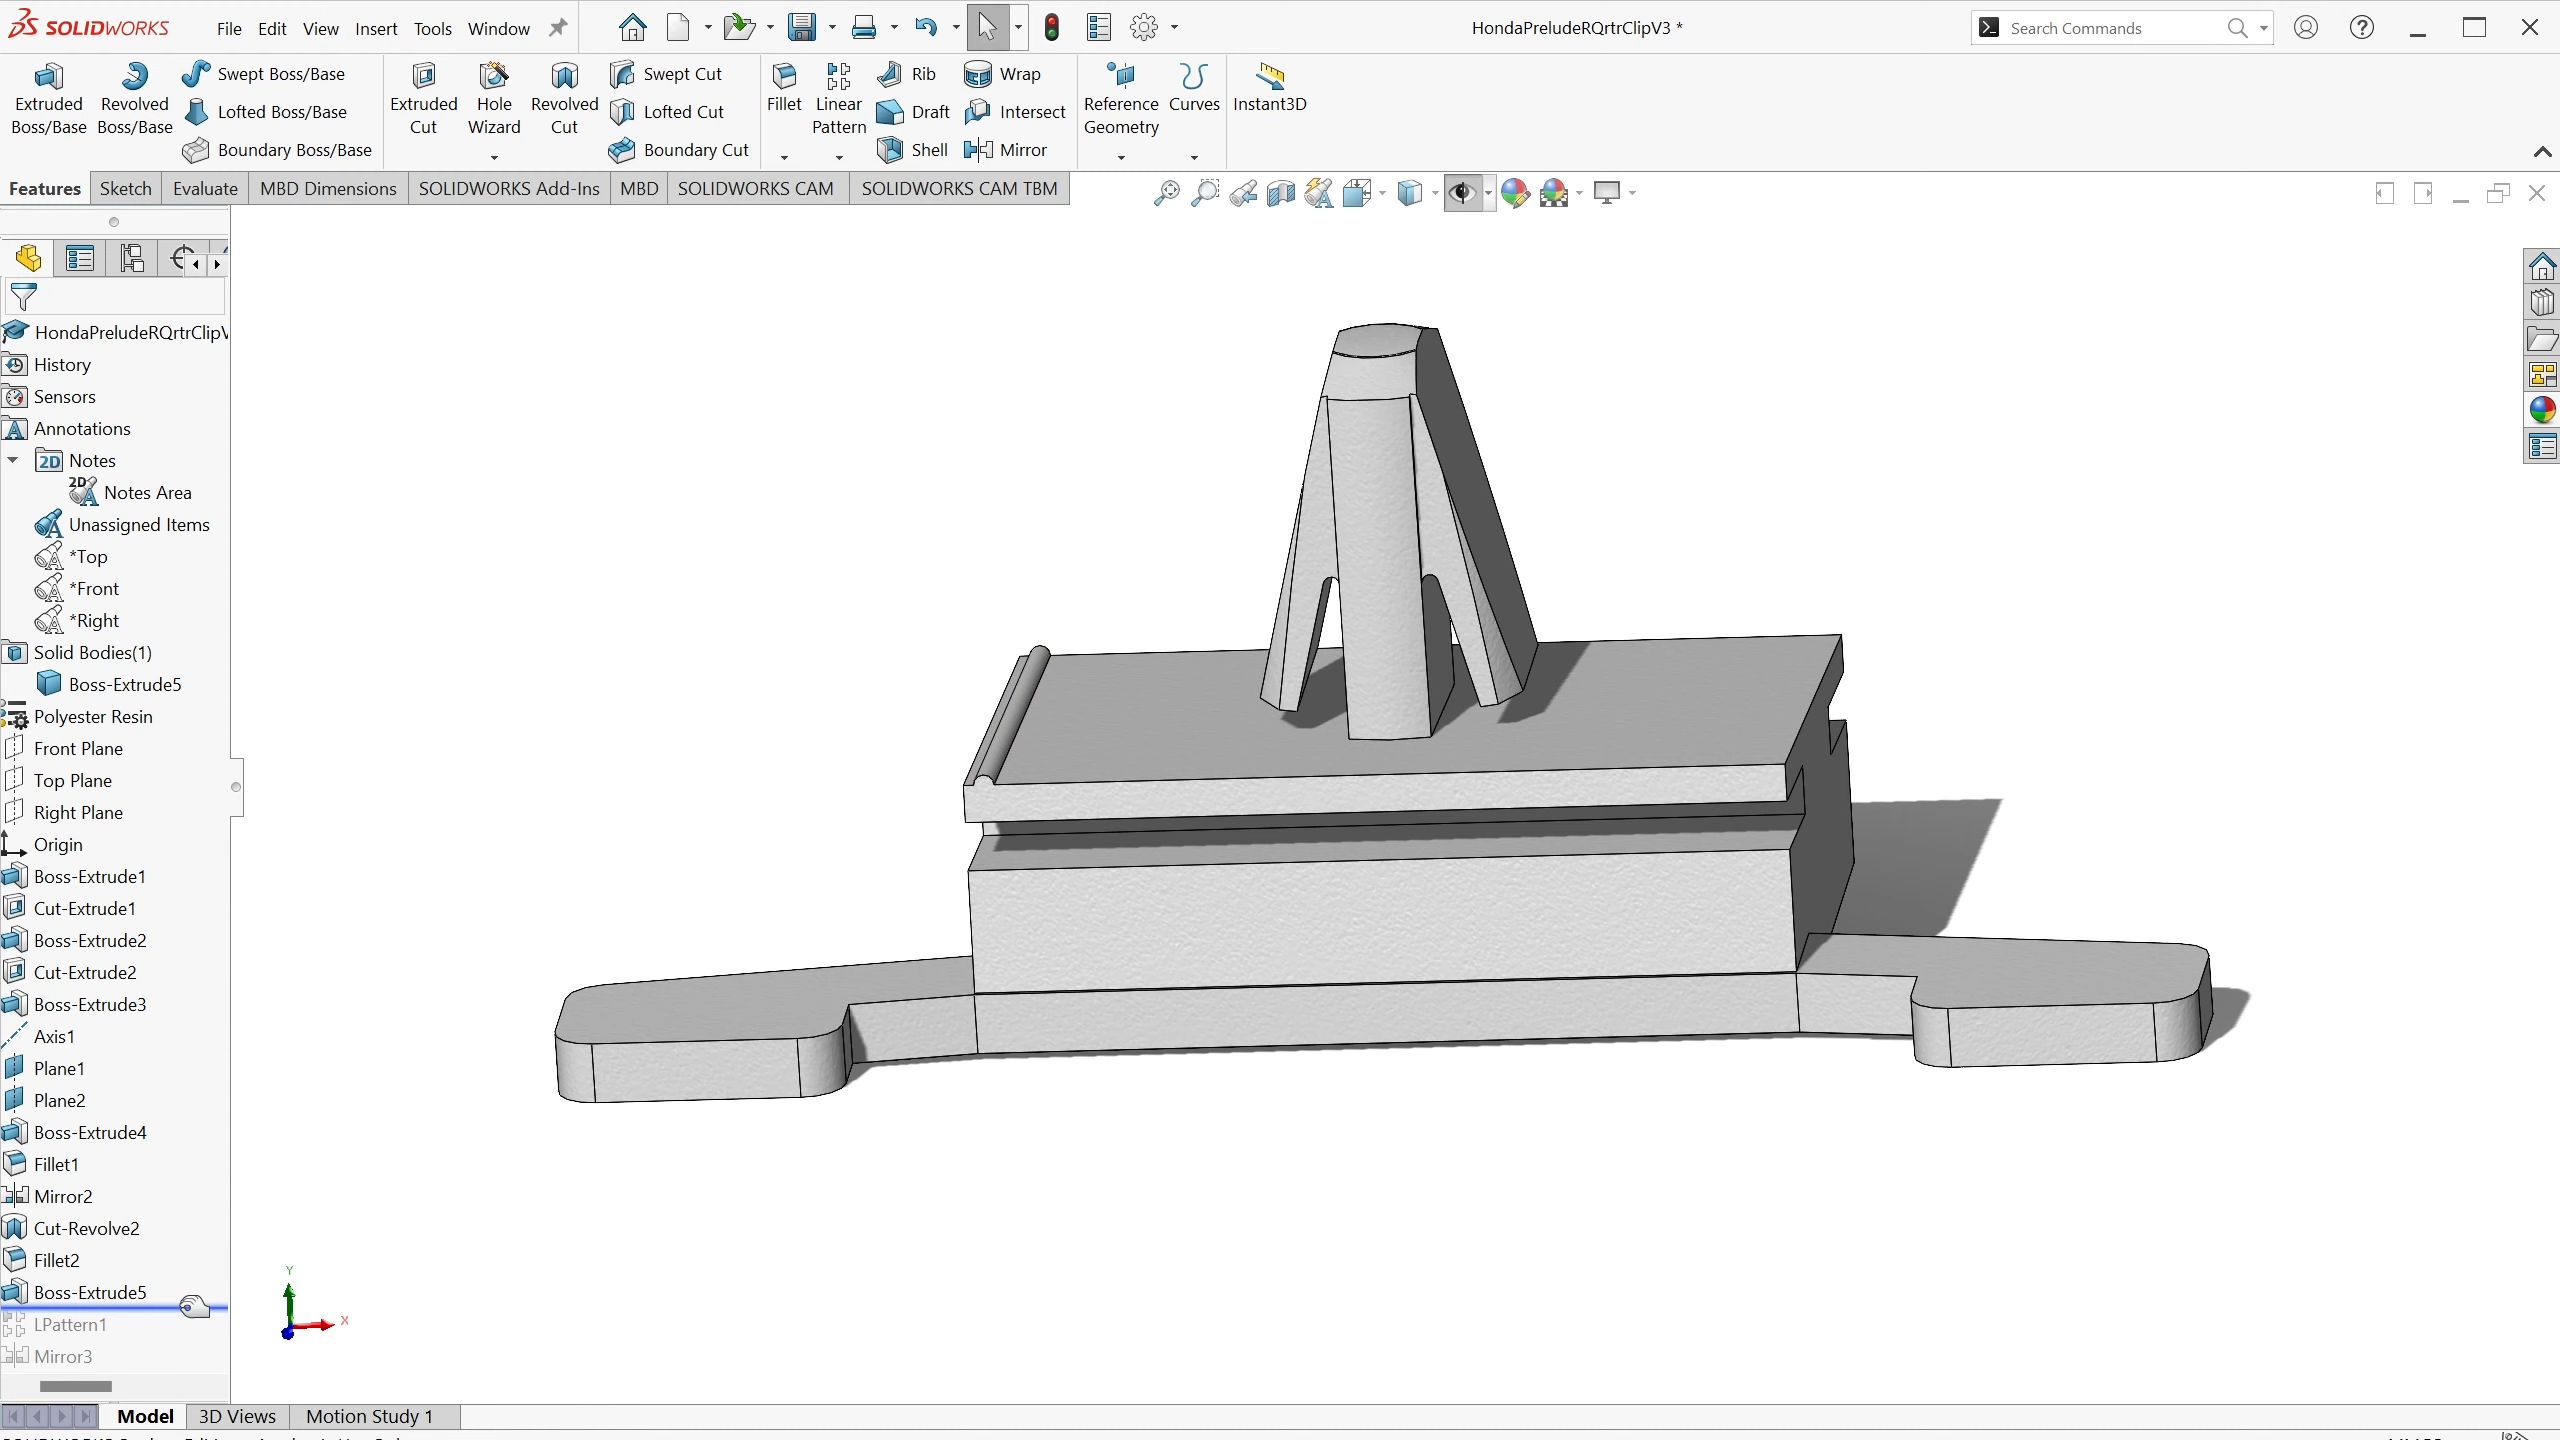 SOLIDWORKS File Edit View Insert Tools Window HondaPreludeRQrtrClipV3 * Search Commands
Extruded Boss/Base
Revolved Boss/Base
Swept Boss/Base
Lofted Boss/Base
Boundary Boss/Base
Extruded Cut
Hole Wizard
Revolved Cut
Swept Cut
Lofted Cut
Boundary Cut
Fillet
Linear Pattern
Rib
Draft
Shell
Wrap
Intersect
Mirror
Reference Geometry
Curves
Instant3D
Features Sketch Evaluate MBD Dimensions SOLIDWORKS Add-Ins MBD SOLIDWORKS CAM SOLIDWORKS CAM TBM
HondaPreludeRQrtrClipV
History
Sensors
Annotations
2D Notes
2D Notes Area
Unassigned Items
*Top
*Front
*Right
Solid Bodies(1)
Boss-Extrude5
Polyester Resin
Front Plane
Top Plane
Right Plane
Origin
Boss-Extrude1
Cut-Extrude1
Boss-Extrude2
Cut-Extrude2
Boss-Extrude3
Axis1
Plane1
Plane2
Boss-Extrude4
Fillet1
Mirror2
Cut-Revolve2
Fillet2
Boss-Extrude5
LPattern1
Mirror3
Y
X
Model 3D Views Motion Study 1